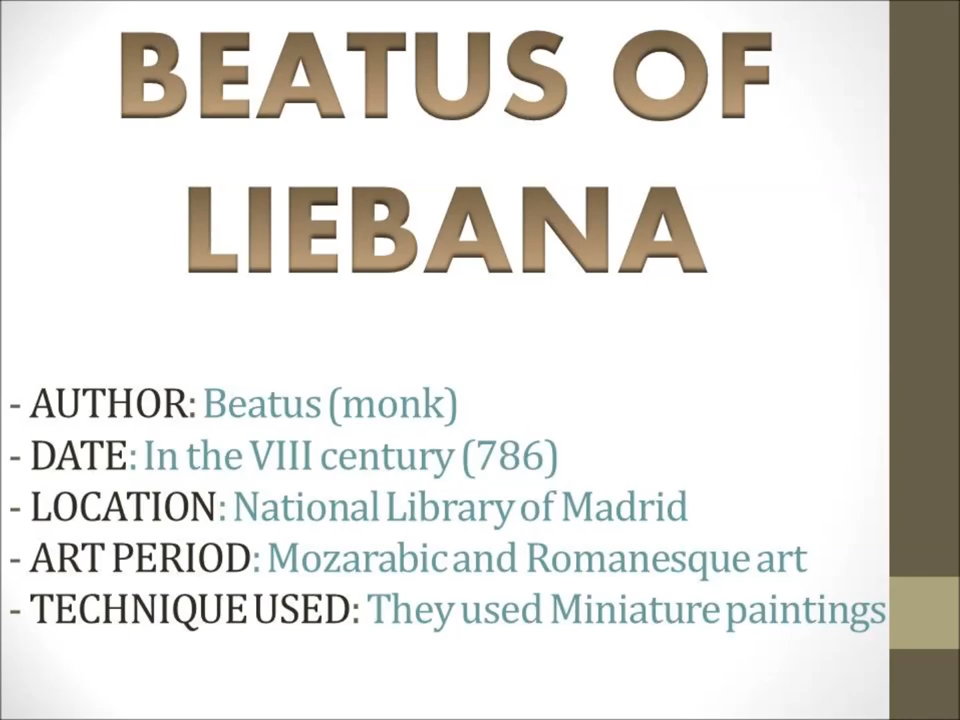 BEATUS OF
LIEBANA
- AUTHOR: Beatus (monk)
- DATE: In the VIII century (786)
- LOCATION: National Library of Madrid
- ART PERIOD: Mozarabic and Romanesque art
- TECHNIQUE USED: They used Miniature paintings